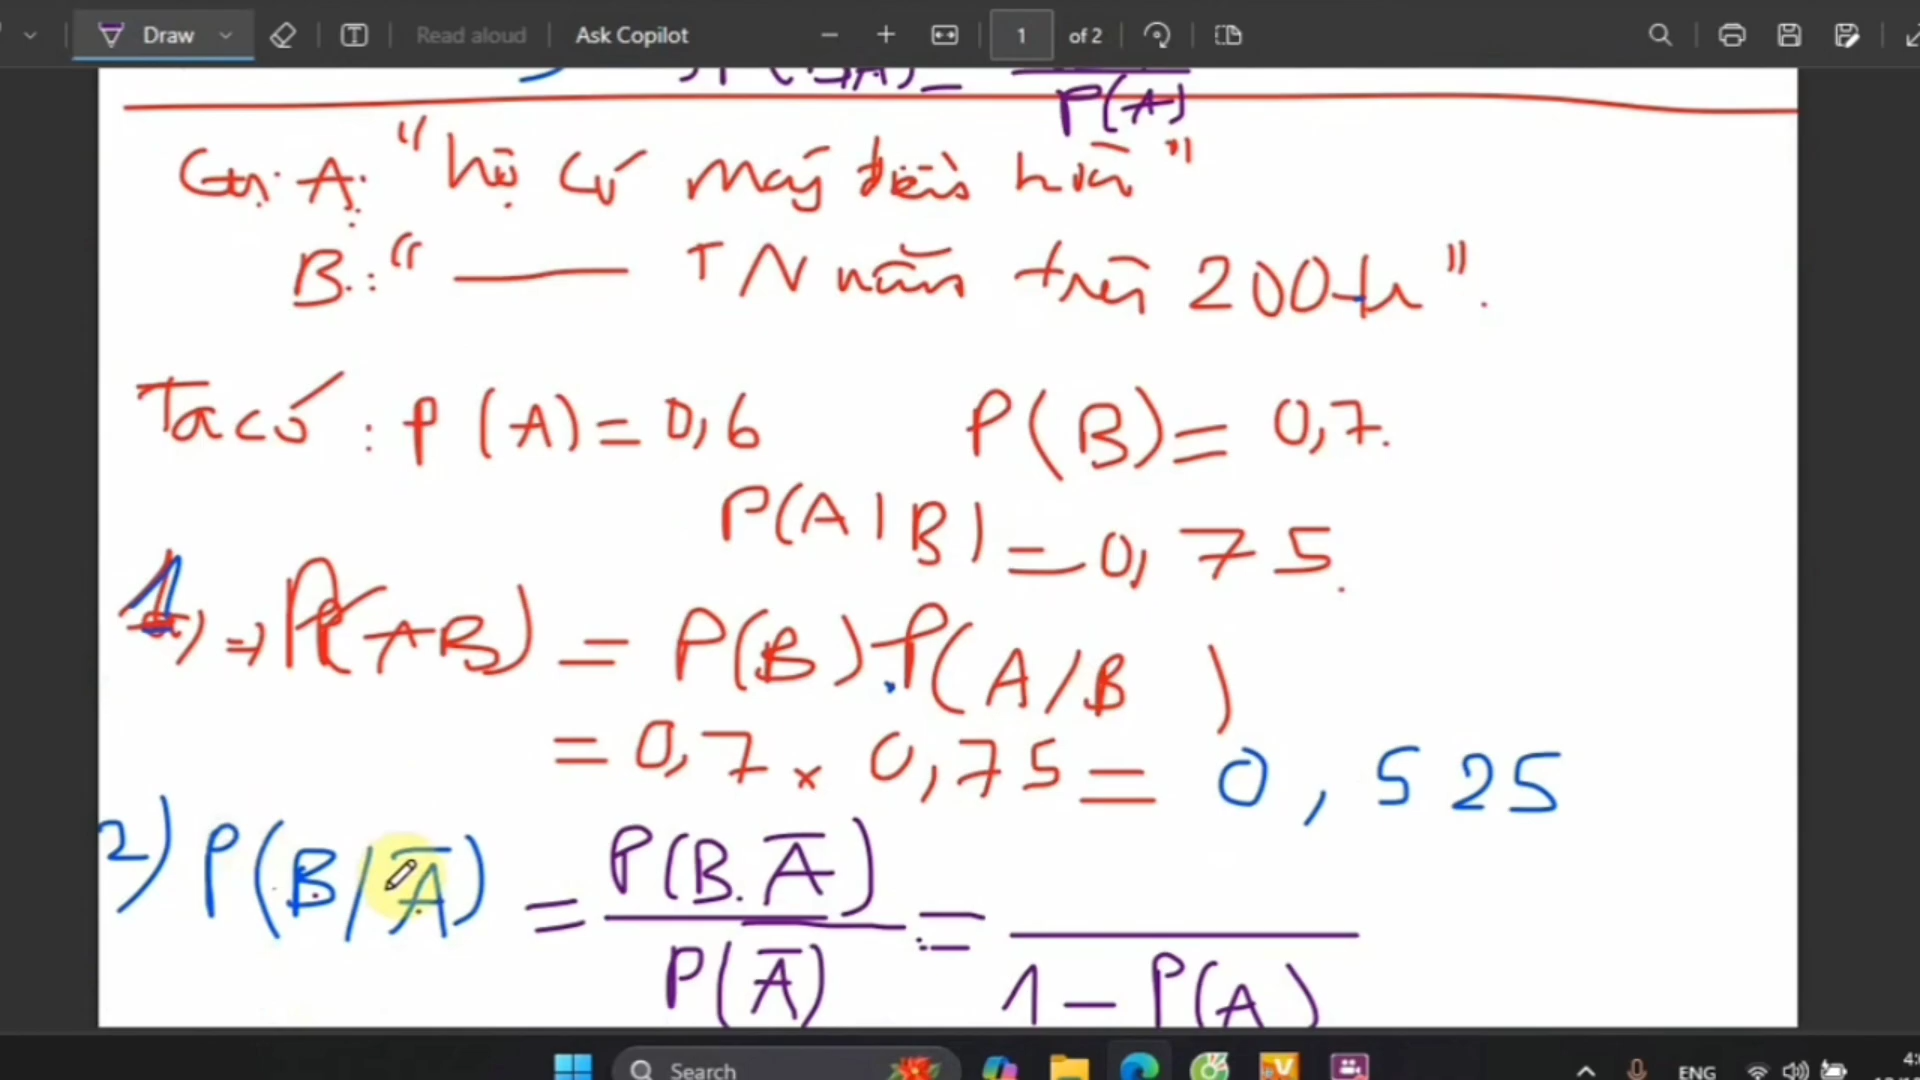 Draw
Read aloud
Ask Copilot
1 of 2
P(A)
Gọi A: "hộ có máy điều hòa"
B: " — TN năm trên 200tr".
Ta có: P(A) = 0,6 P(B) = 0,7.
P(A|B) = 0,75.
1) => P(AB) = P(B).P(A/B)
= 0,7 x 0,75 = 0,525
2) P(B/A̅) = P(B.A̅) / P(A̅) =
1 - P(A)
Search
ENG